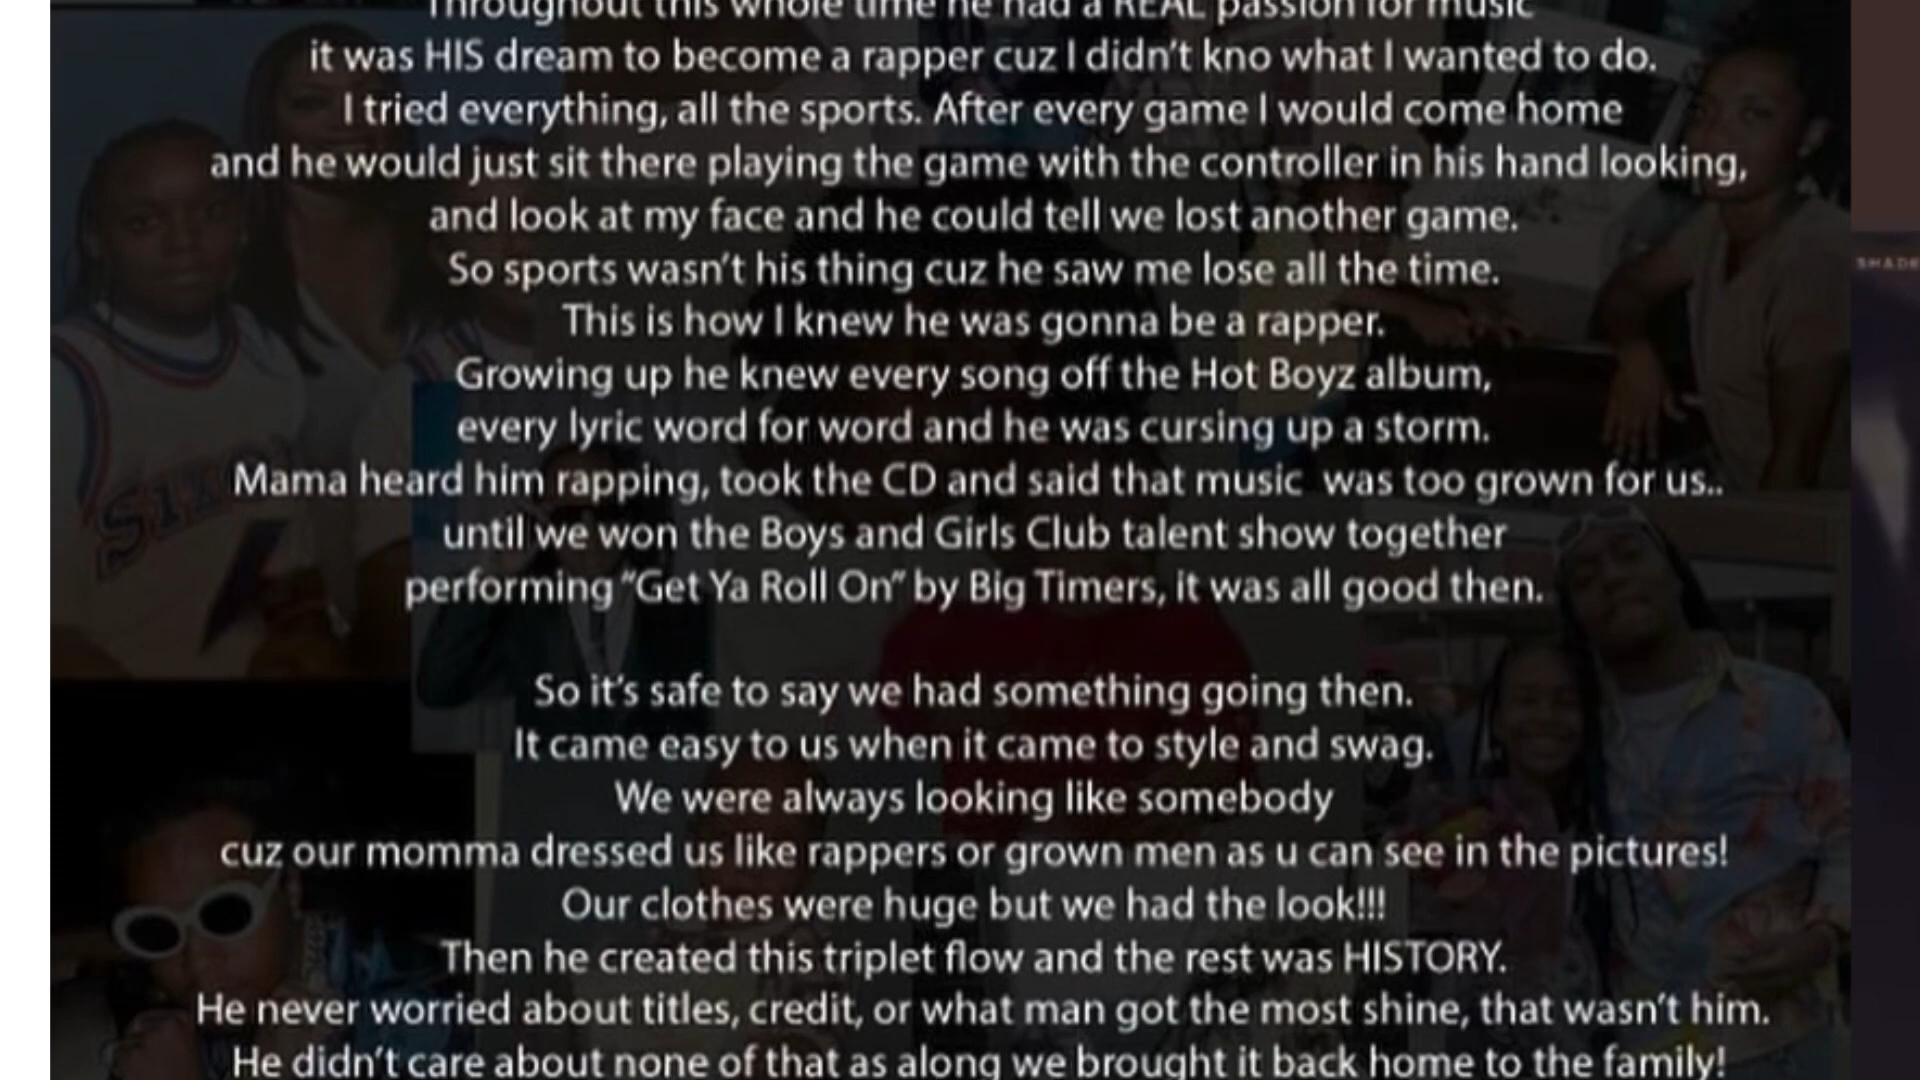 Throughout this whole time he had a REAL passion for music
it was HIS dream to become a rapper cuz I didn't kno what I wanted to do.
I tried everything, all the sports. After every game I would come home
and he would just sit there playing the game with the controller in his hand looking,
and look at my face and he could tell we lost another game.
So sports wasn't his thing cuz he saw me lose all the time.
This is how I knew he was gonna be a rapper.
Growing up he knew every song off the Hot Boyz album,
every lyric word for word and he was cursing up a storm.
Mama heard him rapping, took the CD and said that music  was too grown for us..
until we won the Boys and Girls Club talent show together
performing "Get Ya Roll On" by Big Timers, it was all good then.
So it's safe to say we had something going then.
It came easy to us when it came to style and swag.
We were always looking like somebody
cuz our momma dressed us like rappers or grown men as u can see in the pictures!
Our clothes were huge but we had the look!!!
Then he created this triplet flow and the rest was HISTORY.
He never worried about titles, credit, or what man got the most shine, that wasn't him.
He didn't care about none of that as along we brought it back home to the family!